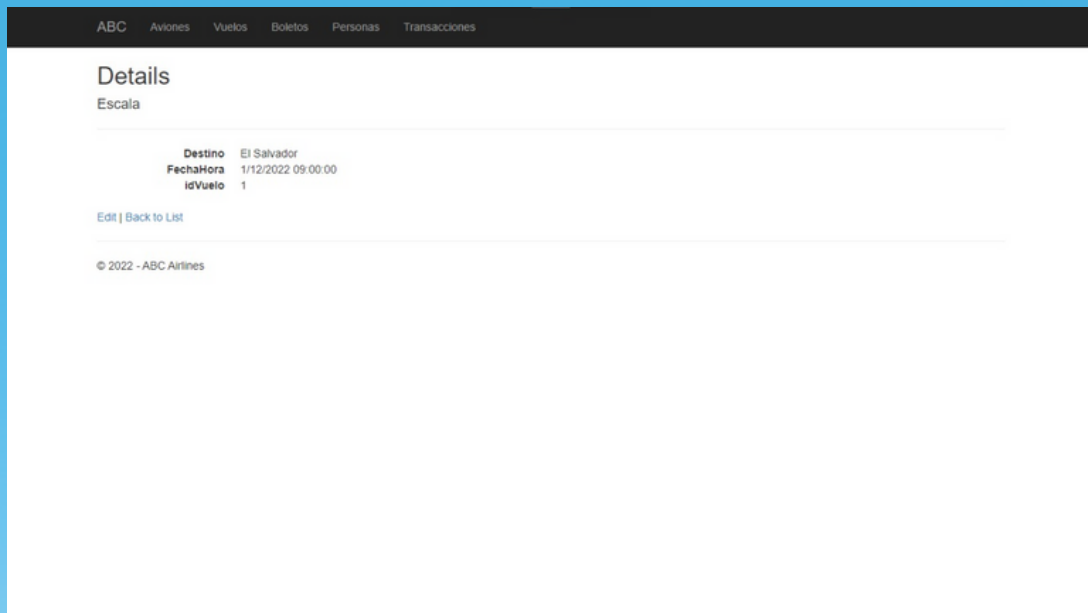 ABC Aviones Vuelos Boletos Personas Transacciones
Details
Escala
Destino El Salvador
FechaHora 1/12/2022 09:00:00
idVuelo 1
Edit | Back to List
© 2022 - ABC Airlines